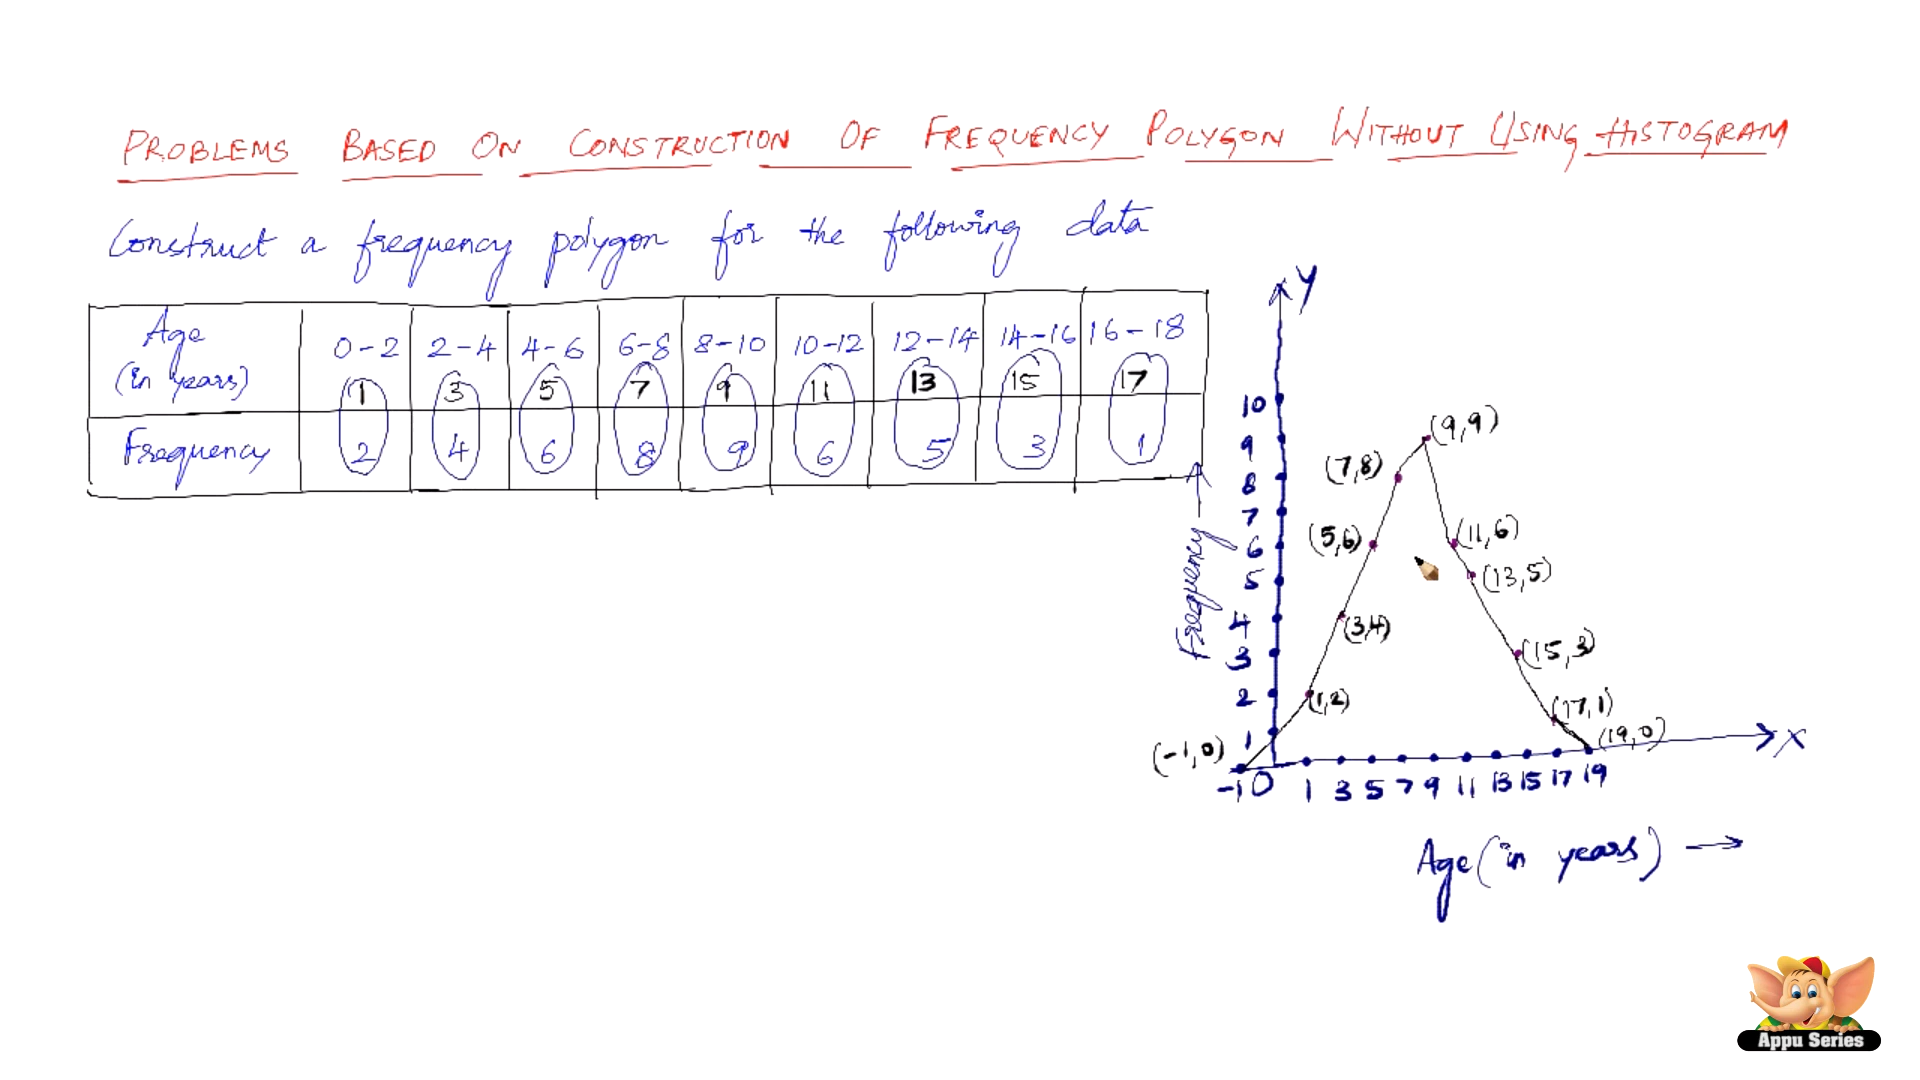 PROBLEMS BASED ON CONSTRUCTION OF FREQUENCY POLYGON WITHOUT USING HISTOGRAM
Construct a frequency polygon for the following data
Age (in years) 0-2 2-4 4-6 6-8 8-10 10-12 12-14 14-16 16-18
1 3 5 7 9 11 13 15 17
Frequency 2 4 6 8 9 6 5 3 1
Y
10
9
8
7
6
5
4
3
2
1
Frequency
(9,9)
(7,8)
(5,6)
(11,6)
(13,5)
(3,4)
(15,3)
(1,2)
(17,1)
(-1,0)
(19,0)
X
-1 0 1 3 5 7 9 11 13 15 17 19
Age (in years)
Appu Series